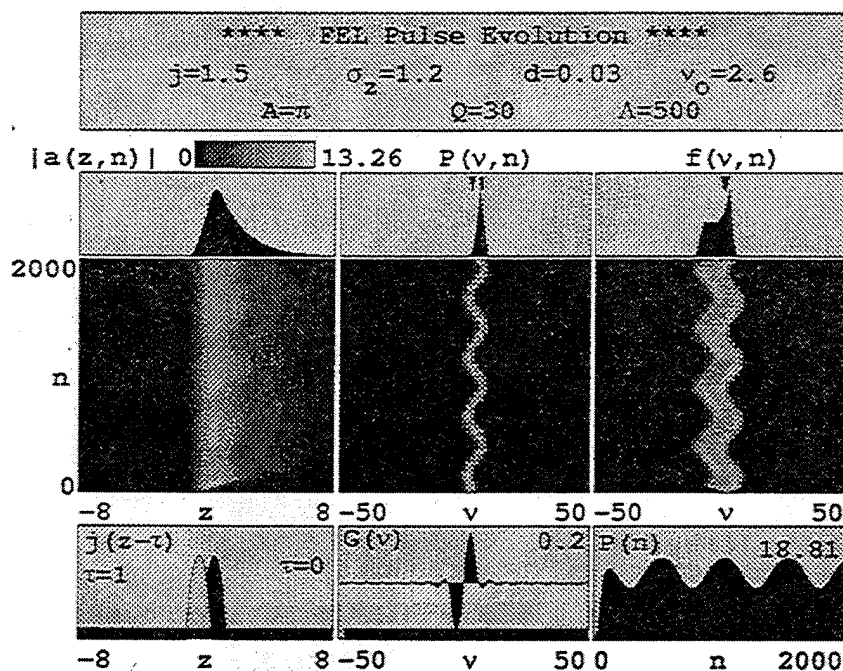 **** FEL Pulse Evolution ****
j=1.5 σz=1.2 d=0.03 νo=2.6
A=π Q=30 Λ=500
|a(z,n)| 0 13.26 P(ν,n) f(ν,n)
2000
n
0
-8 z 8 -50 ν 50 -50 ν 50
j(z-τ) G(ν) 0.2 P(n) 18.81
τ=1 τ=0
-8 z 8 -50 ν 50 0 n 2000